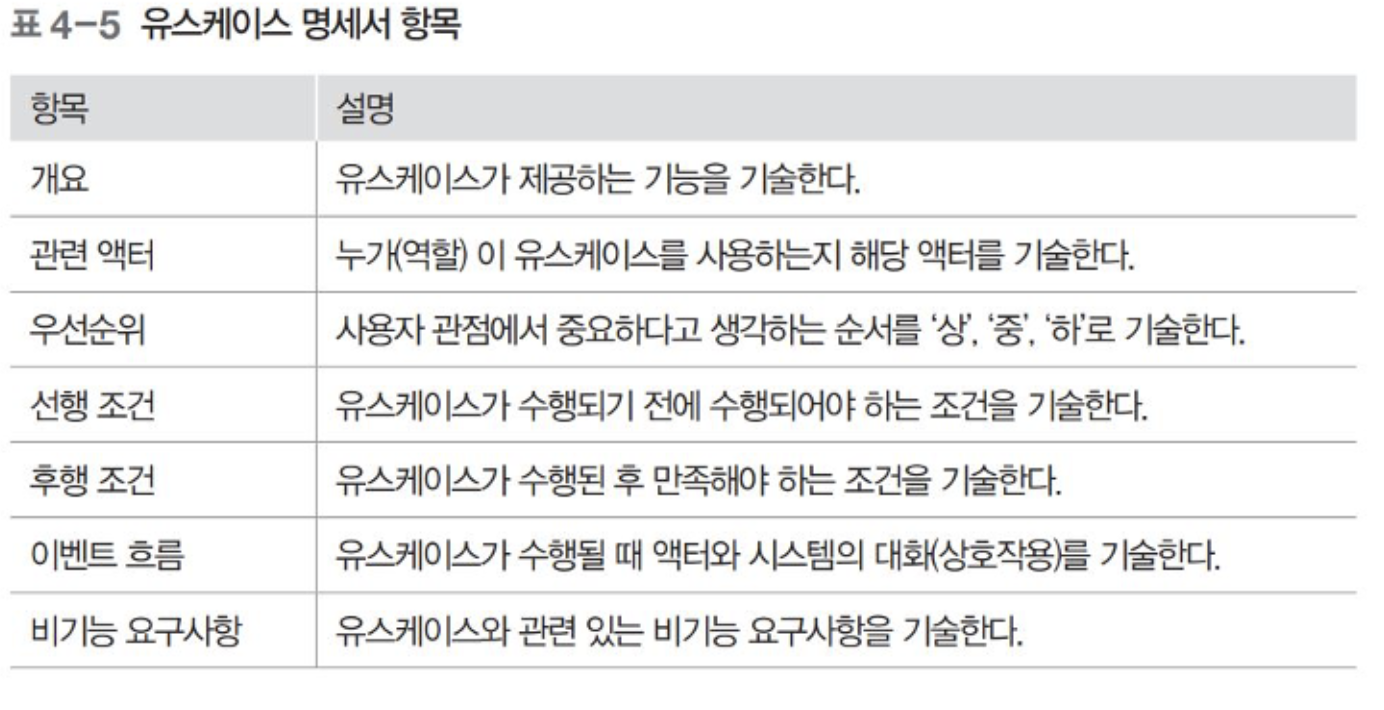 표 4-5 유스케이스 명세서 항목
항목 설명
개요 유스케이스가 제공하는 기능을 기술한다.
관련 액터 누가(역할) 이 유스케이스를 사용하는지 해당 액터를 기술한다.
우선순위 사용자 관점에서 중요하다고 생각하는 순서를 ‘상’, ‘중’, ‘하’로 기술한다.
선행 조건 유스케이스가 수행되기 전에 수행되어야 하는 조건을 기술한다.
후행 조건 유스케이스가 수행된 후 만족해야 하는 조건을 기술한다.
이벤트 흐름 유스케이스가 수행될 때 액터와 시스템의 대화(상호작용)를 기술한다.
비기능 요구사항 유스케이스와 관련 있는 비기능 요구사항을 기술한다.